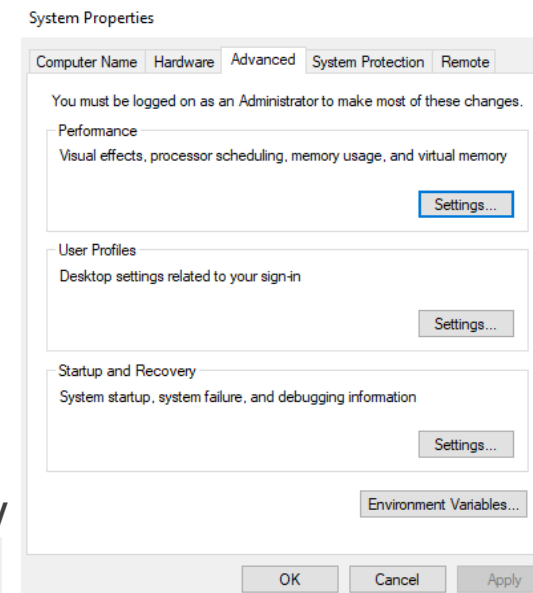 System Properties
Computer Name Hardware Advanced System Protection Remote
You must be logged on as an Administrator to make most of these changes.
Performance
Visual effects, processor scheduling, memory usage, and virtual memory
Settings...
User Profiles
Desktop settings related to your sign-in
Settings...
Startup and Recovery
System startup, system failure, and debugging information
Settings...
Environment Variables...
OK Cancel Apply